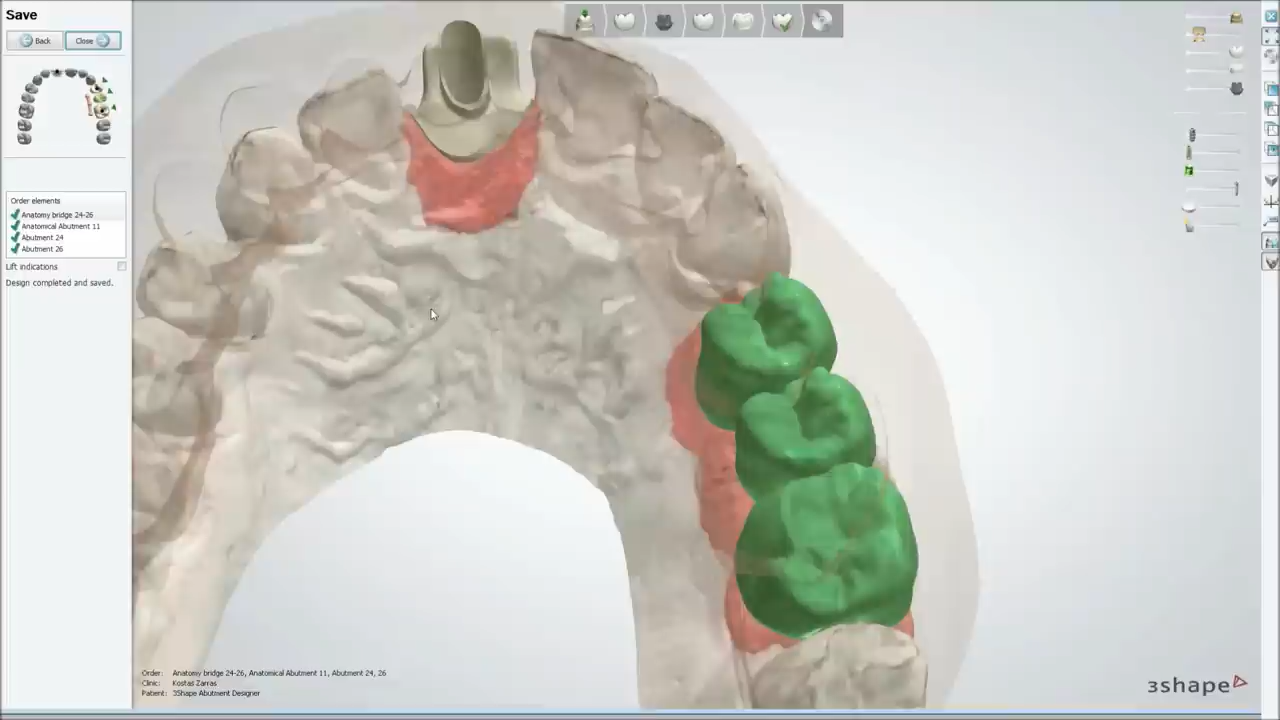 Save
Back
Close
Order elements
Anatomy bridge 24-26
Anatomical Abutment 11
Abutment 24
Abutment 26
Lift indications
Design completed and saved.
Order: Anatomy bridge 24-26, Anatomical Abutment 11, Abutment 24, 26
Clinic: Kostas Zarras
Patient: 3Shape Abutment Designer
3shape